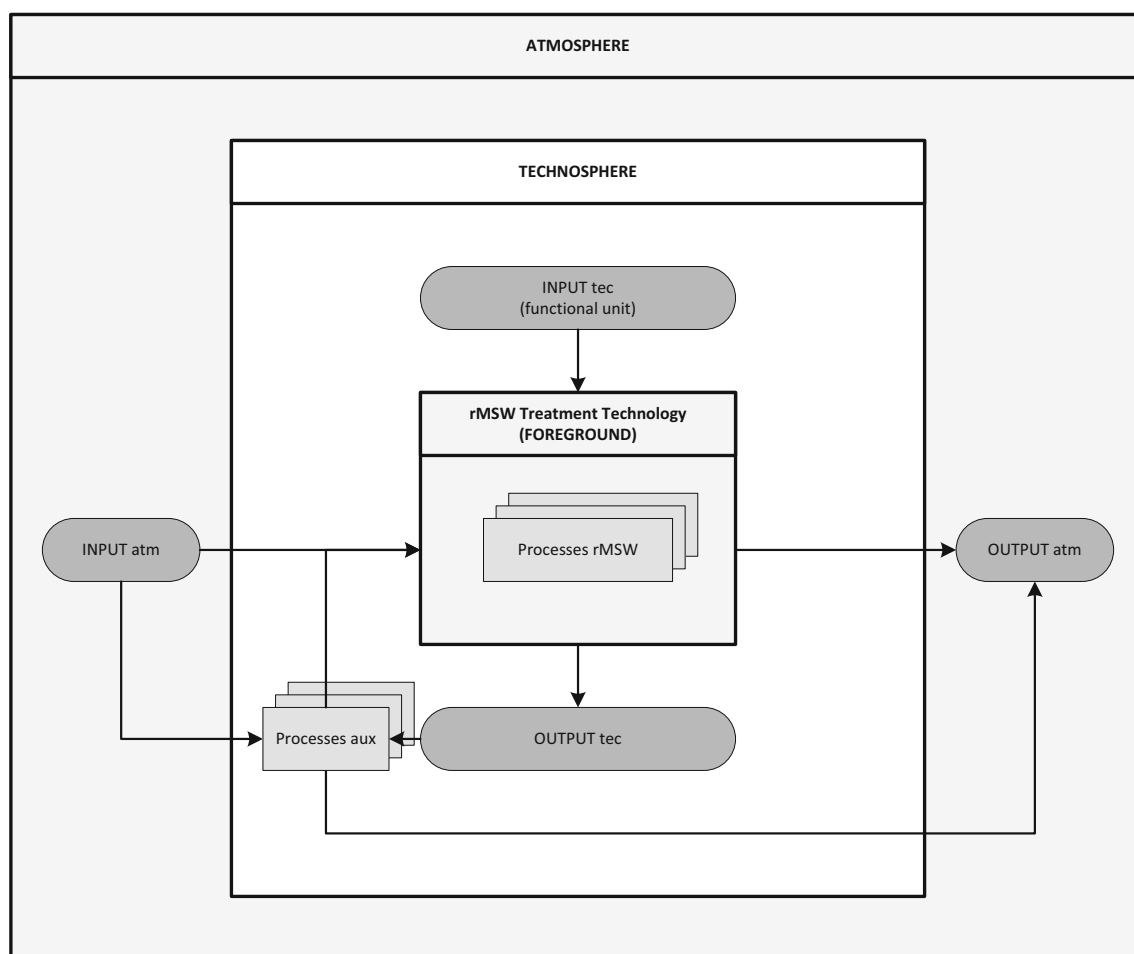 ATMOSPHERE
TECHNOSPHERE
INPUT tec
(functional unit)
rMSW Treatment Technology
(FOREGROUND)
Processes rMSW
INPUT atm
OUTPUT atm
Processes aux
OUTPUT tec